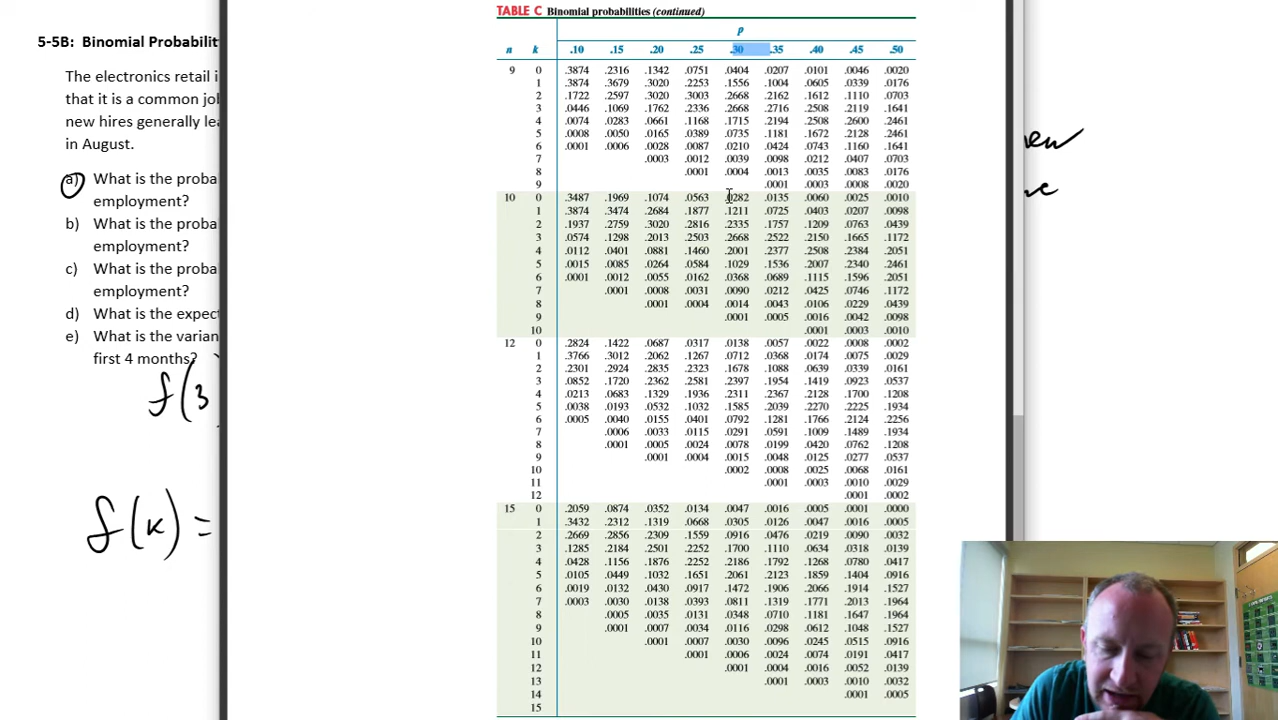 TABLE C Binomial probabilities (continued)
p
n k .10 .15 .20 .25 .30 .35 .40 .45 .50
9 0 .3874 .2316 .1342 .0751 .0404 .0207 .0101 .0046 .0020
1 .3874 .3679 .3020 .2253 .1556 .1004 .0605 .0339 .0176
2 .1722 .2597 .3020 .3003 .2668 .2162 .1612 .1110 .0703
3 .0446 .1069 .1762 .2336 .2668 .2716 .2508 .2119 .1641
4 .0074 .0283 .0661 .1168 .1715 .2194 .2508 .2600 .2461
5 .0008 .0050 .0165 .0389 .0735 .1181 .1672 .2128 .2461
6 .0001 .0006 .0028 .0087 .0210 .0424 .0743 .1160 .1641
7 .0003 .0012 .0039 .0098 .0212 .0407 .0703
8 .0001 .0004 .0013 .0035 .0083 .0176
9 .0001 .0003 .0008 .0020
10 0 .3487 .1969 .1074 .0563 .0282 .0135 .0060 .0025 .0010
1 .3874 .3474 .2684 .1877 .1211 .0725 .0403 .0207 .0098
2 .1937 .2759 .3020 .2816 .2335 .1757 .1209 .0763 .0439
3 .0574 .1298 .2013 .2503 .2668 .2522 .2150 .1665 .1172
4 .0112 .0401 .0881 .1460 .2001 .2377 .2508 .2384 .2051
5 .0015 .0085 .0264 .0584 .1029 .1536 .2007 .2340 .2461
6 .0001 .0012 .0055 .0162 .0368 .0689 .1115 .1596 .2051
7 .0001 .0008 .0031 .0090 .0212 .0425 .0746 .1172
8 .0001 .0004 .0014 .0043 .0106 .0229 .0439
9 .0001 .0005 .0016 .0042 .0098
10 .0001 .0003 .0010
12 0 .2824 .1422 .0687 .0317 .0138 .0057 .0022 .0008 .0002
1 .3766 .3012 .2062 .1267 .0712 .0368 .0174 .0075 .0029
2 .2301 .2924 .2835 .2323 .1678 .1088 .0639 .0339 .0161
3 .0852 .1720 .2362 .2581 .2397 .1954 .1419 .0923 .0537
4 .0213 .0683 .1329 .1936 .2311 .2367 .2128 .1700 .1208
5 .0038 .0193 .0532 .1032 .1585 .2039 .2270 .2225 .1934
6 .0005 .0040 .0155 .0401 .0792 .1281 .1766 .2124 .2256
7 .0006 .0033 .0115 .0291 .0591 .1009 .1489 .1934
8 .0001 .0005 .0024 .0078 .0199 .0420 .0762 .1208
9 .0001 .0004 .0015 .0048 .0125 .0277 .0537
10 .0002 .0008 .0025 .0068 .0161
11 .0001 .0003 .0010 .0029
12 .0001 .0002
15 0 .2059 .0874 .0352 .0134 .0047 .0016 .0005 .0001 .0000
1 .3432 .2312 .1319 .0668 .0305 .0126 .0047 .0016 .0005
2 .2669 .2856 .2309 .1559 .0916 .0476 .0219 .0090 .0032
3 .1285 .2184 .2501 .2252 .1700 .1110 .0634 .0318 .0139
4 .0428 .1156 .1876 .2252 .2186 .1792 .1268 .0780 .0417
5 .0105 .0449 .1032 .1651 .2061 .2123 .1859 .1404 .0916
6 .0019 .0132 .0430 .0917 .1472 .1906 .2066 .1914 .1527
7 .0003 .0030 .0138 .0393 .0811 .1319 .1771 .2013 .1964
8 .0005 .0035 .0131 .0348 .0710 .1181 .1647 .1964
9 .0001 .0007 .0034 .0116 .0298 .0612 .1048 .1527
10 .0001 .0007 .0030 .0096 .0245 .0515 .0916
11 .0001 .0006 .0024 .0074 .0191 .0417
12 .0001 .0004 .0016 .0052 .0139
13 .0001 .0003 .0010 .0032
14 .0001 .0005
15
5-5B: Binomial Probabilit
The electronics retail i
that it is a common jo
new hires generally le
in August.
a) What is the proba
employment?
b) What is the proba
employment?
c) What is the proba
employment?
d) What is the expec
e) What is the varian
first 4 months?
f(3
f(k) =